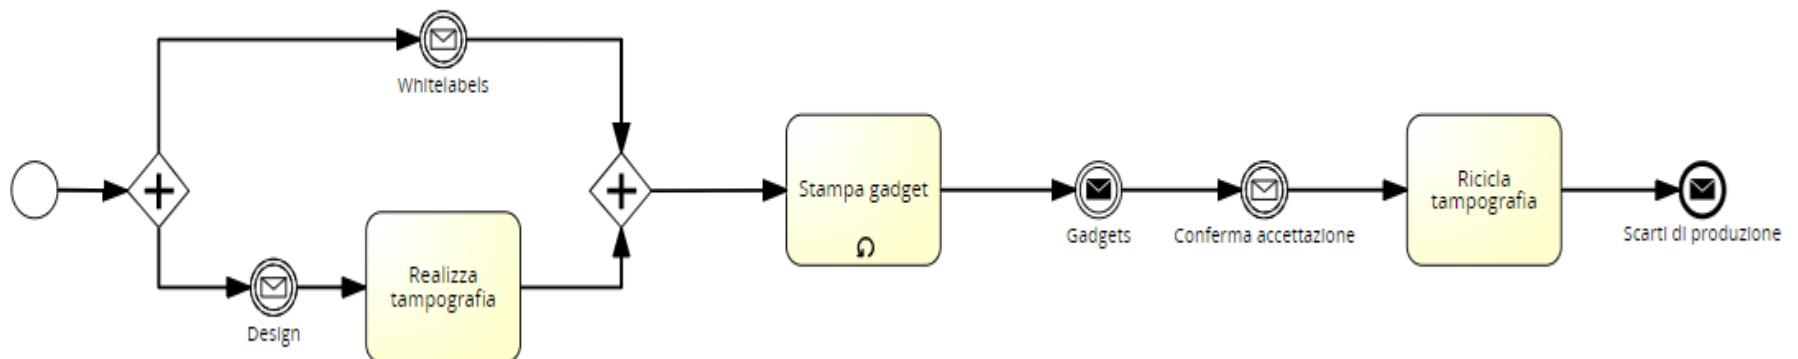 Whitelabels
Design
Realizza
tampografia
Stampa gadget
Gadgets
Conferma accettazione
Ricicla
tampografia
Scarti di produzione